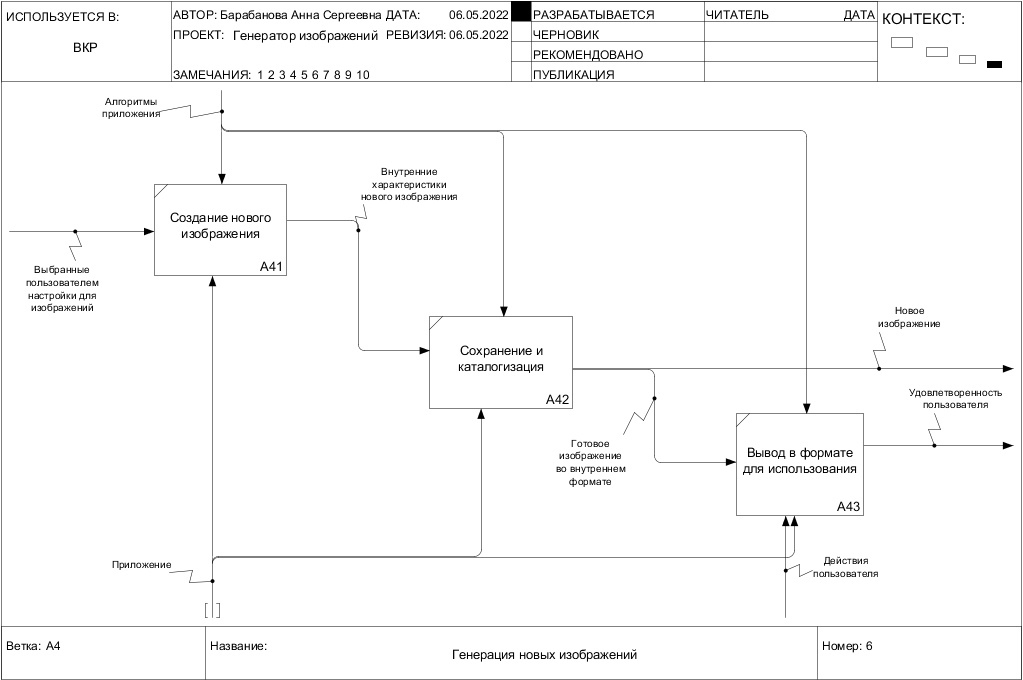 ИСПОЛЬЗУЕТСЯ В:
ВКР
АВТОР: Барабанова Анна Сергеевна ДАТА: 06.05.2022
ПРОЕКТ: Генератор изображений РЕВИЗИЯ: 06.05.2022
ЗАМЕЧАНИЯ: 1 2 3 4 5 6 7 8 9 10
РАЗРАБАТЫВАЕТСЯ
ЧЕРНОВИК
РЕКОМЕНДОВАНО
ПУБЛИКАЦИЯ
ЧИТАТЕЛЬ ДАТА
КОНТЕКСТ:
Алгоритмы
приложения
Внутренние
характеристики
нового изображения
Создание нового
изображения
A41
Выбранные
пользователем
настройки для
изображений
Новое
изображение
Сохранение и
каталогизация
A42
Удовлетворенность
пользователя
Готовое
изображение
во внутреннем
формате
Вывод в формате
для использования
A43
Приложение
Действия
пользователя
Ветка: A4
Название:
Генерация новых изображений
Номер: 6